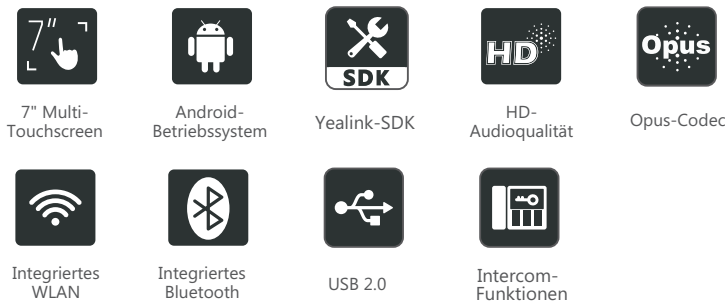 7"
SDK
HD
Opus
7" Multi-
Touchscreen
Android-
Betriebssystem
Yealink-SDK
HD-
Audioqualität
Opus-Codec
Integriertes
WLAN
Integriertes
Bluetooth
USB 2.0
Intercom-
Funktionen